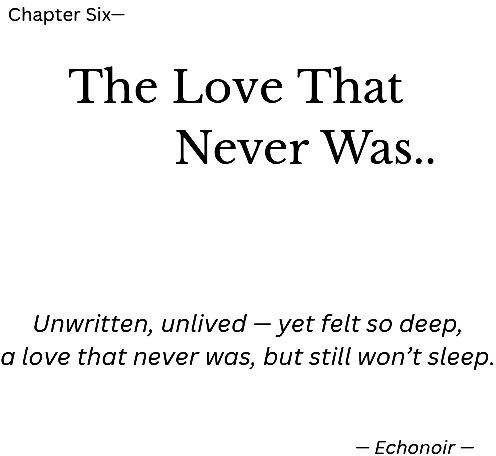 Chapter Six—
The Love That
Never Was..
Unwritten, unlived — yet felt so deep,
a love that never was, but still won’t sleep.
— Echonoir —